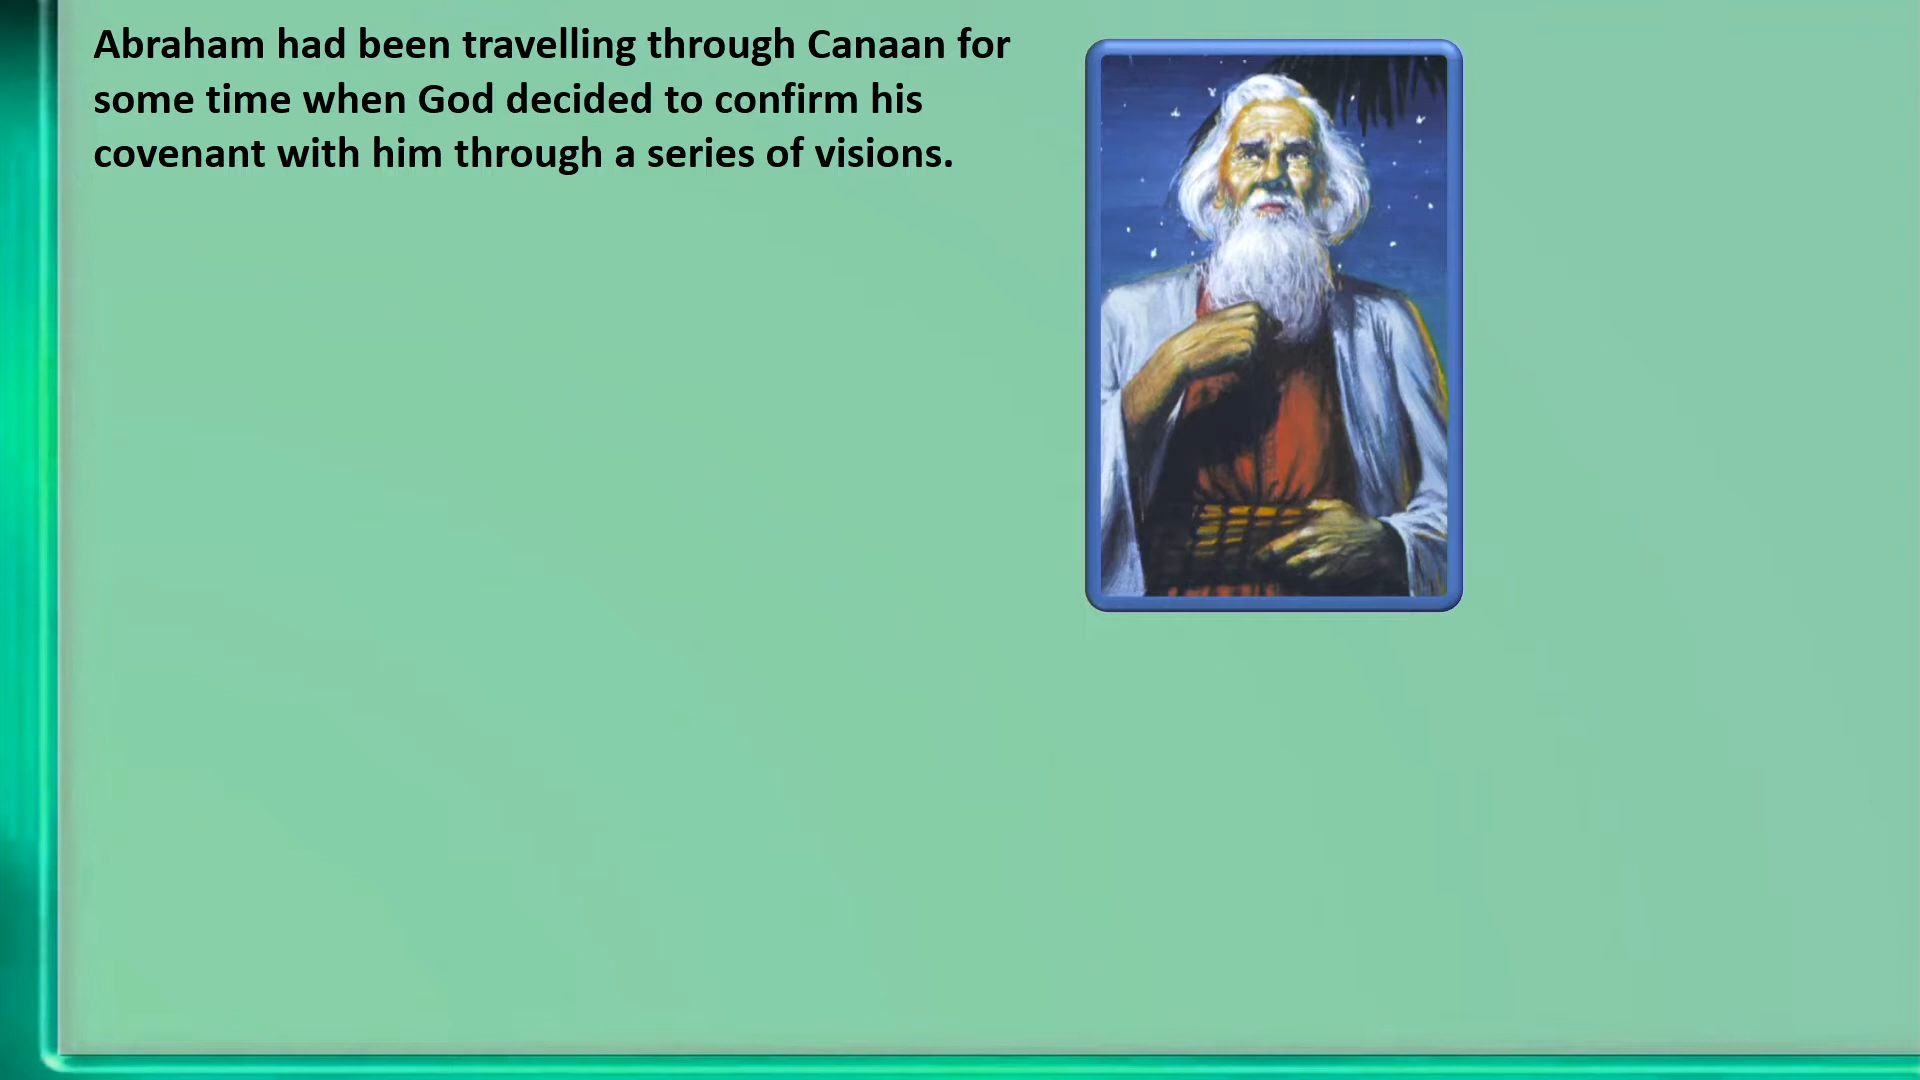 Abraham had been travelling through Canaan for
some time when God decided to confirm his
covenant with him through a series of visions.